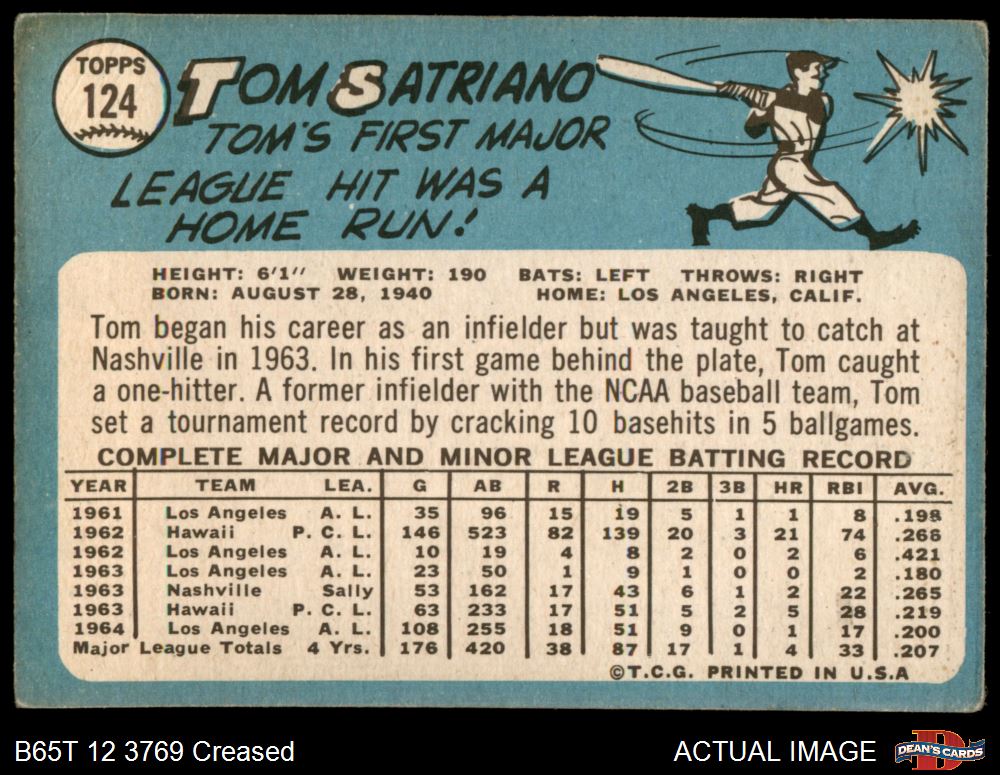 TOPPS
124
TOM SATRIANO
TOM'S FIRST MAJOR
LEAGUE HIT WAS A
HOME RUN!
HEIGHT: 6'1" WEIGHT: 190 BATS: LEFT THROWS: RIGHT
BORN: AUGUST 28, 1940 HOME: LOS ANGELES, CALIF.
Tom began his career as an infielder but was taught to catch at
Nashville in 1963. In his first game behind the plate, Tom caught
a one-hitter. A former infielder with the NCAA baseball team, Tom
set a tournament record by cracking 10 basehits in 5 ballgames.
COMPLETE MAJOR AND MINOR LEAGUE BATTING RECORD
YEAR TEAM LEA. G AB R H 2B 3B HR RBI AVG.
1961 Los Angeles A. L. 35 96 15 19 5 1 1 8 .198
1962 Hawaii P. C. L. 146 523 82 139 20 3 21 74 .266
1962 Los Angeles A. L. 10 19 4 8 2 0 2 6 .421
1963 Los Angeles A. L. 23 50 1 9 1 0 0 2 .180
1963 Nashville Sally 53 162 17 43 6 1 2 22 .265
1963 Hawaii P. C. L. 63 233 17 51 5 2 5 28 .219
1964 Los Angeles A. L. 108 255 18 51 9 0 1 17 .200
Major League Totals 4 Yrs. 176 420 38 87 17 1 4 33 .207
©T.C.G. PRINTED IN U.S.A
B65T 12 3769 Creased
ACTUAL IMAGE
DEAN'S CARDS